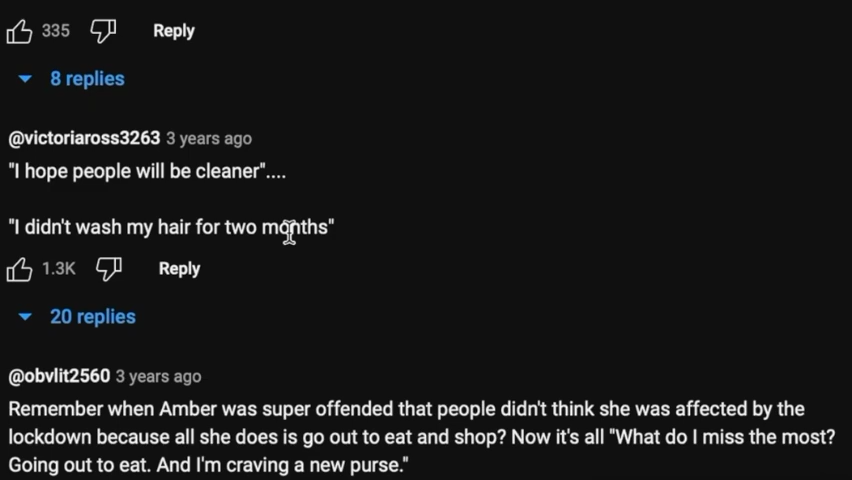 335 Reply
8 replies
@victoriaross3263 3 years ago
"I hope people will be cleaner"....
"I didn't wash my hair for two months"
1.3K Reply
20 replies
@obvlit2560 3 years ago
Remember when Amber was super offended that people didn't think she was affected by the
lockdown because all she does is go out to eat and shop? Now it's all "What do I miss the most?
Going out to eat. And I'm craving a new purse."